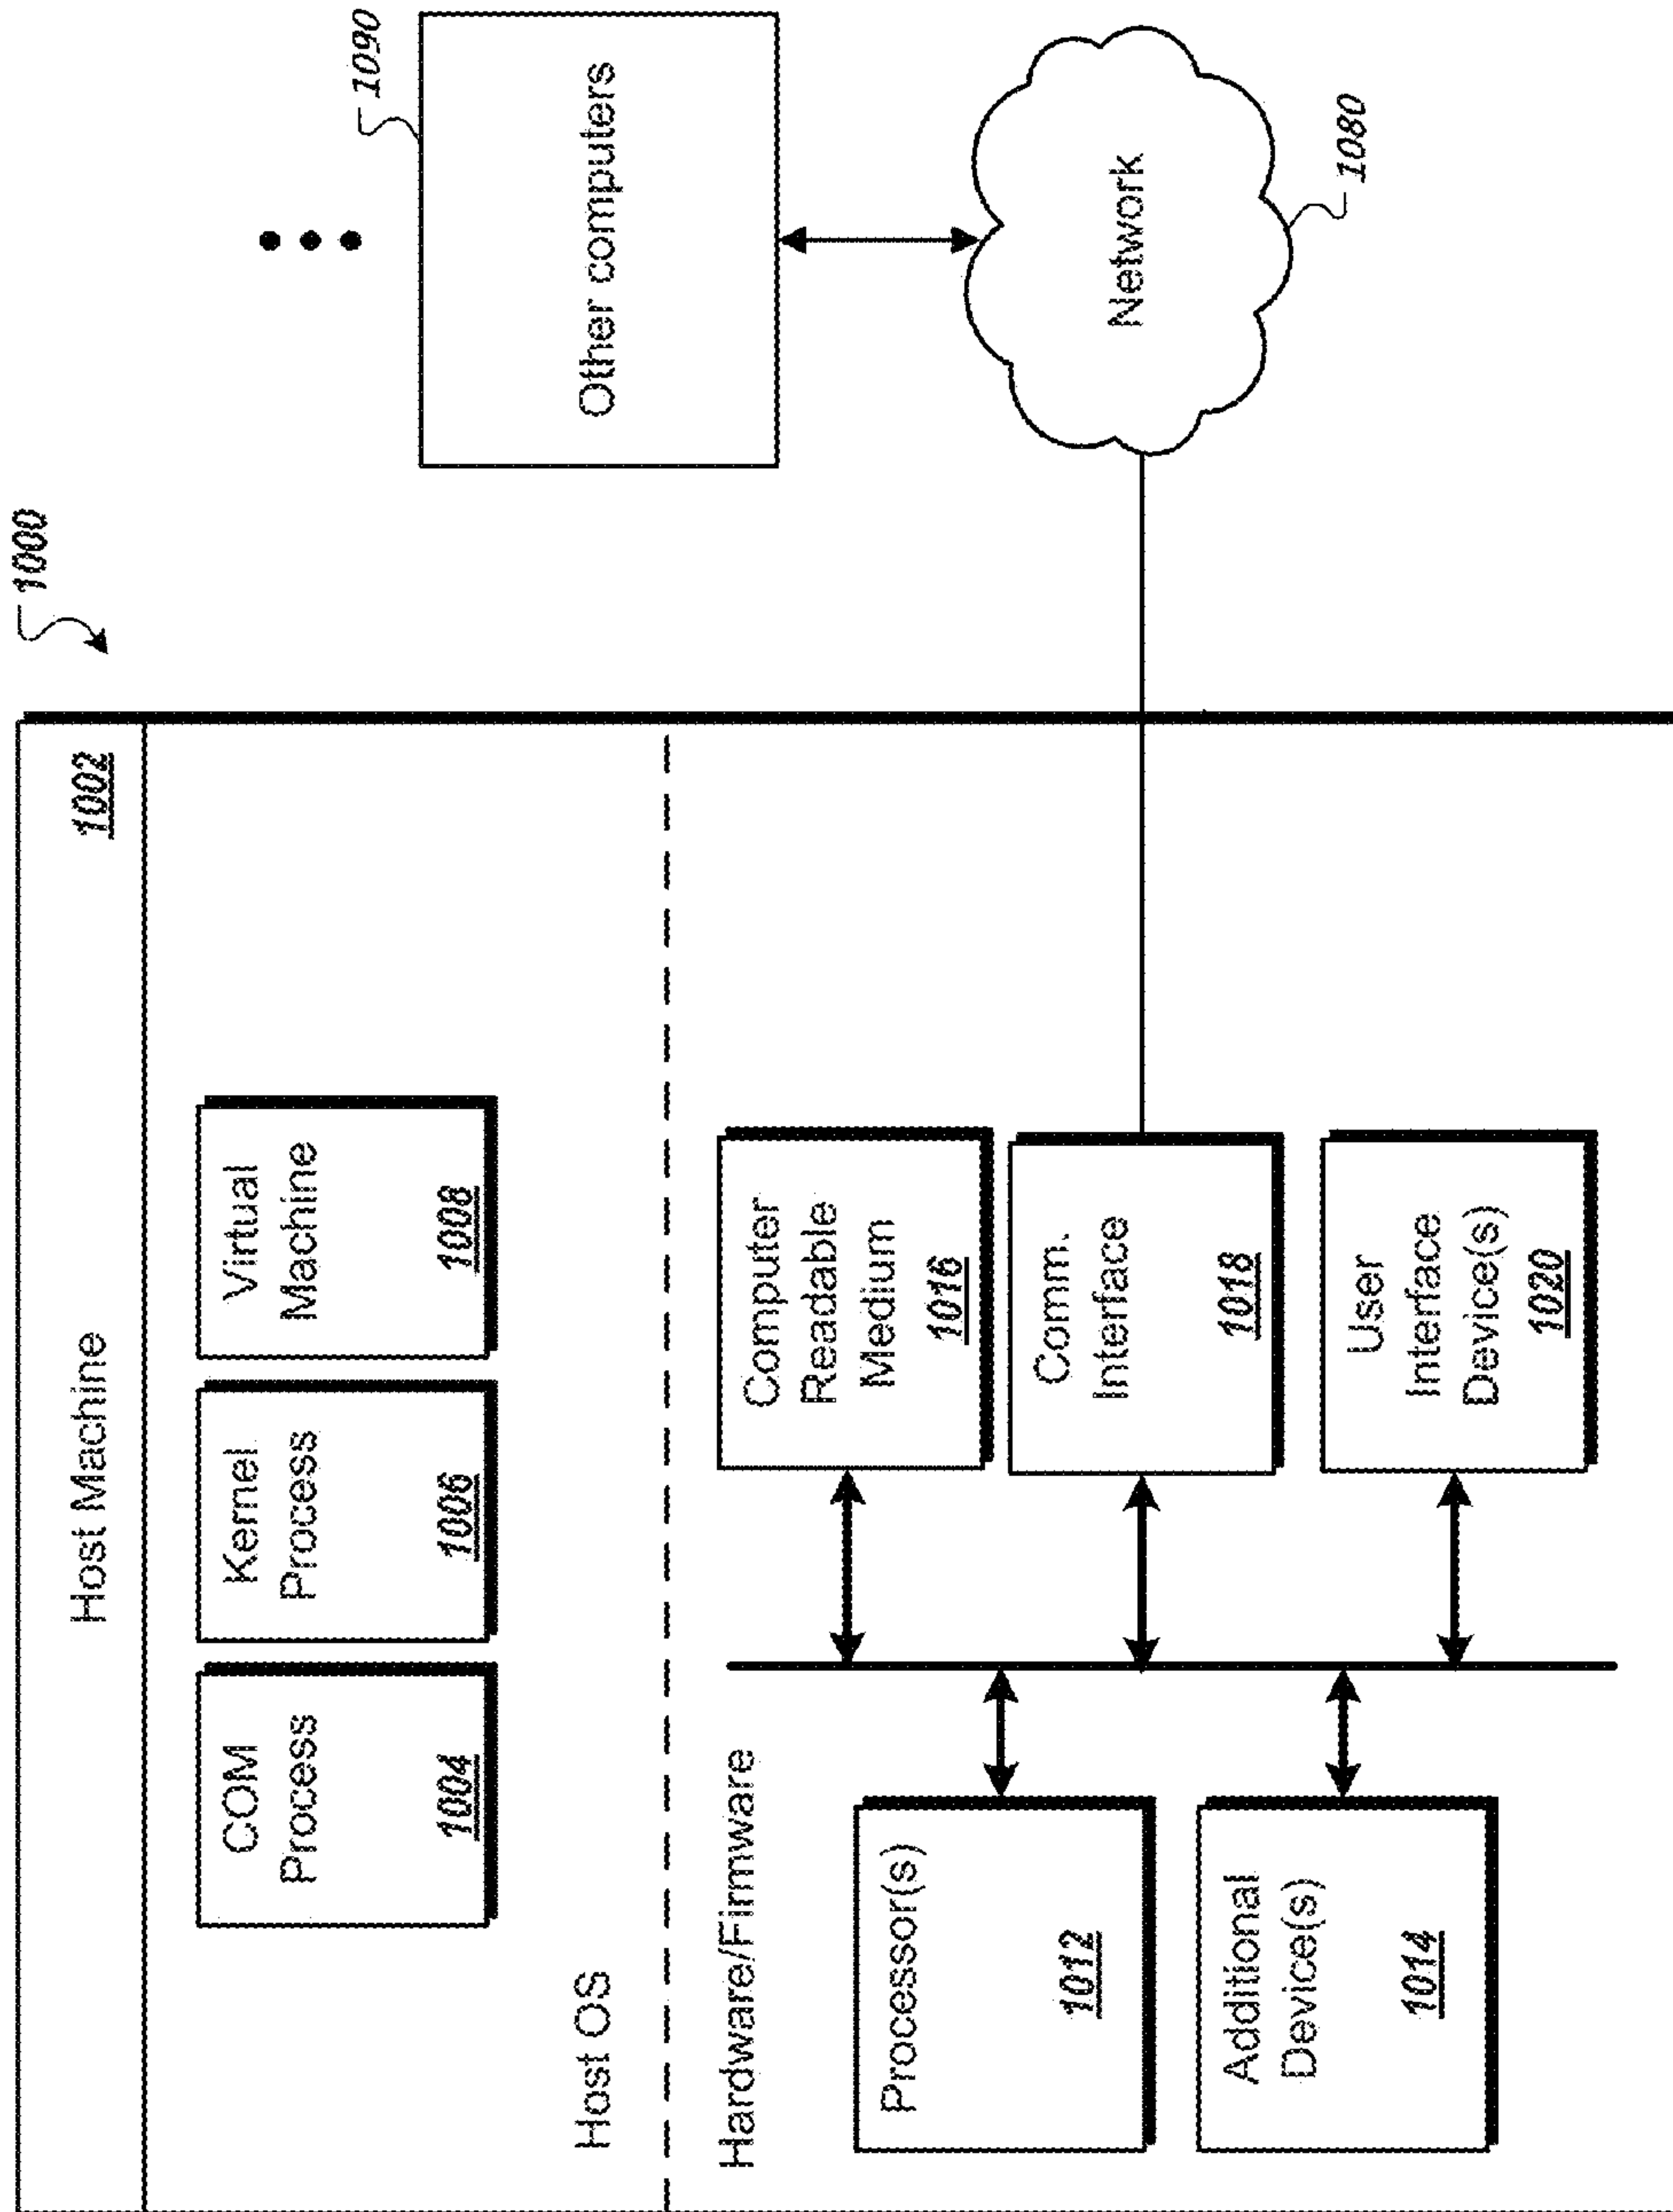 1000
Host Machine
1002
COM
Process
1004
Kernel
Process
1006
Virtual
Machine
1008
Host OS
Hardware/Firmware
Processor(s)
1012
Additional
Device(s)
1014
Computer
Readable
Medium
1016
Comm.
Interface
1018
User
Interface
Device(s)
1020
1090
Other computers
Network
1080